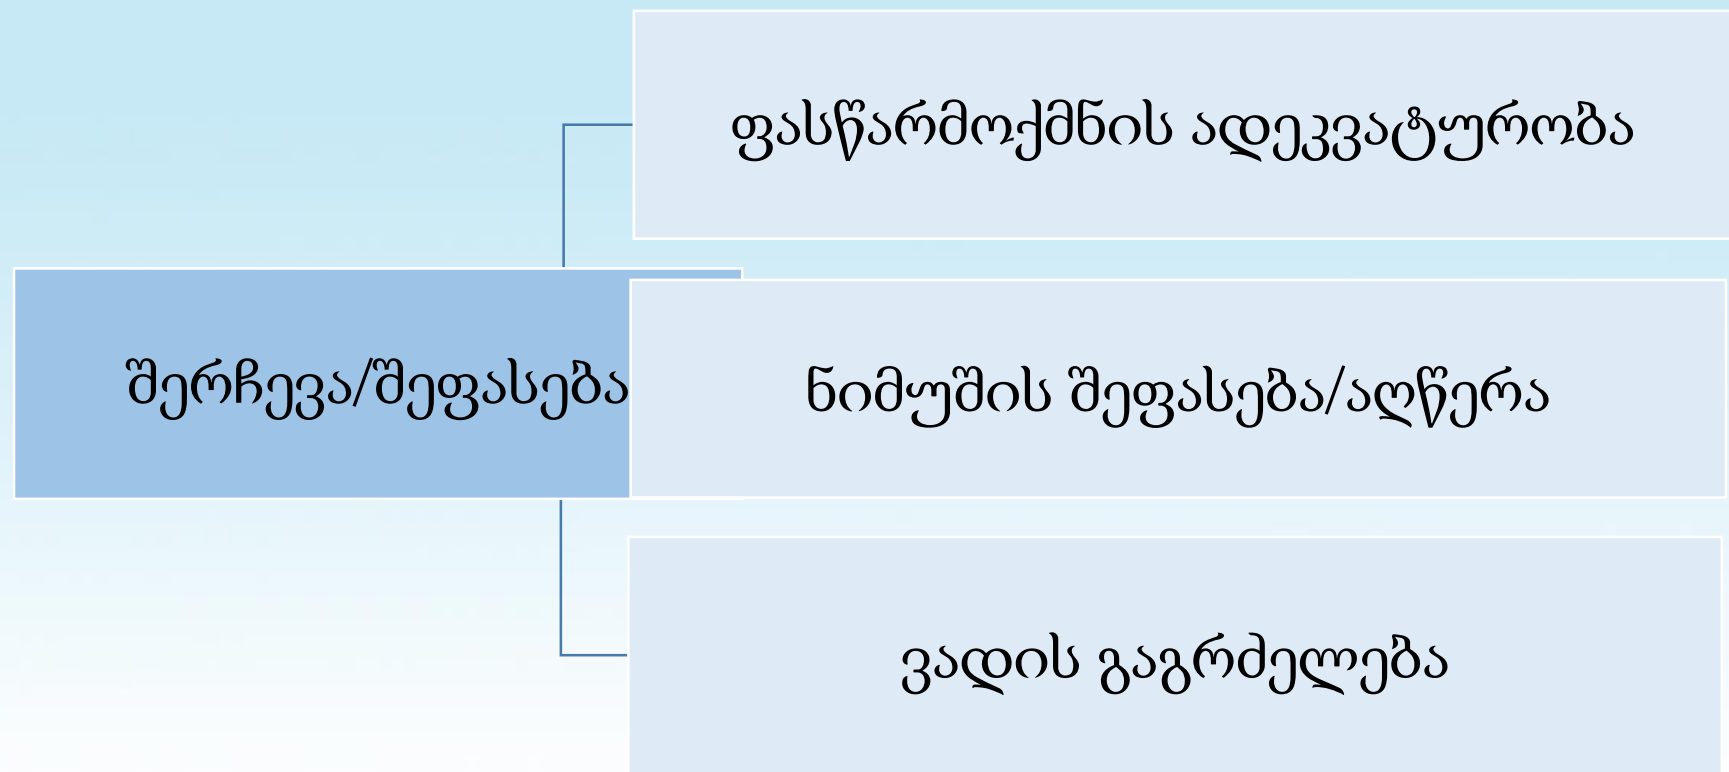 ფასწარმოქმნის ადეკვატურობა
შერჩევა/შეფასება
ნიმუშის შეფასება/აღწერა
ვადის გაგრძელება